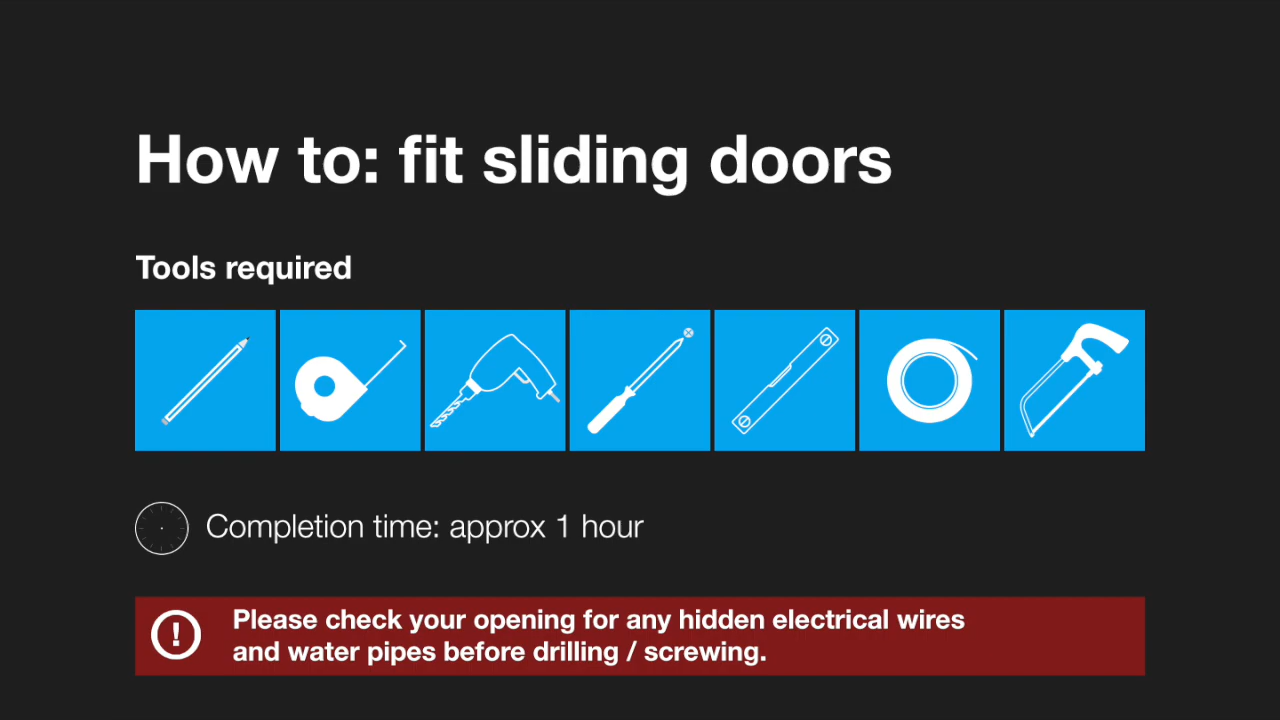 How to: fit sliding doors
Tools required
Completion time: approx 1 hour
Please check your opening for any hidden electrical wires
and water pipes before drilling / screwing.